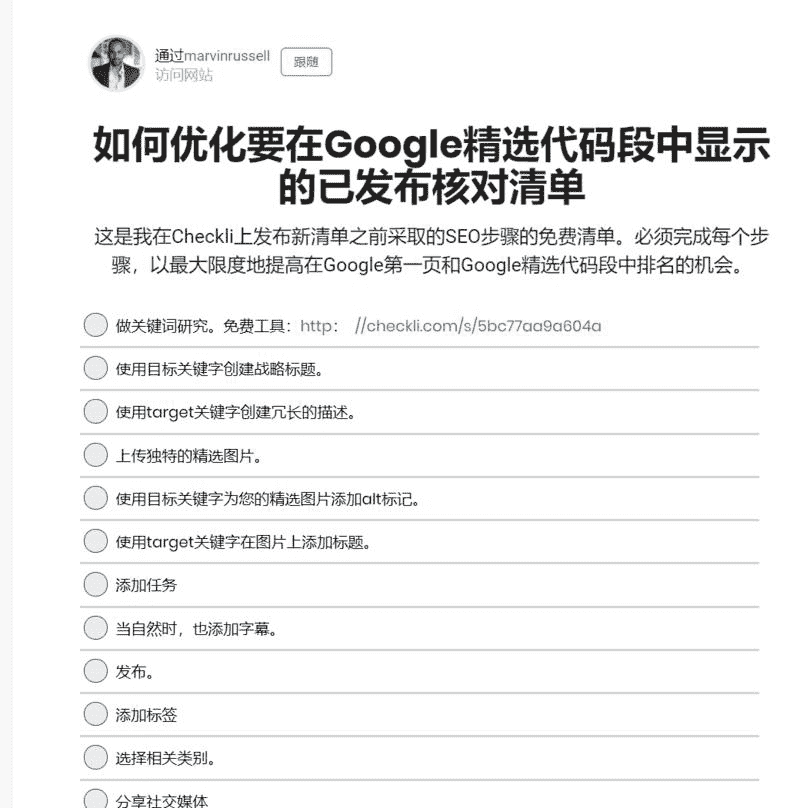 通过marvinrussell
访问网站
跟随
如何优化要在Google精选代码段中显示
的已发布核对清单
这是我在Checkli上发布新清单之前采取的SEO步骤的免费清单。必须完成每个步
骤，以最大限度地提高在Google第一页和Google精选代码段中排名的机会。
做关键词研究。免费工具：http： //checkli.com/s/5bc77aa9a604a
使用目标关键字创建战略标题。
使用target关键字创建冗长的描述。
上传独特的精选图片。
使用目标关键字为您的精选图片添加alt标记。
使用target关键字在图片上添加标题。
添加任务
当自然时，也添加字幕。
发布。
添加标签
选择相关类别。
分享社交媒体